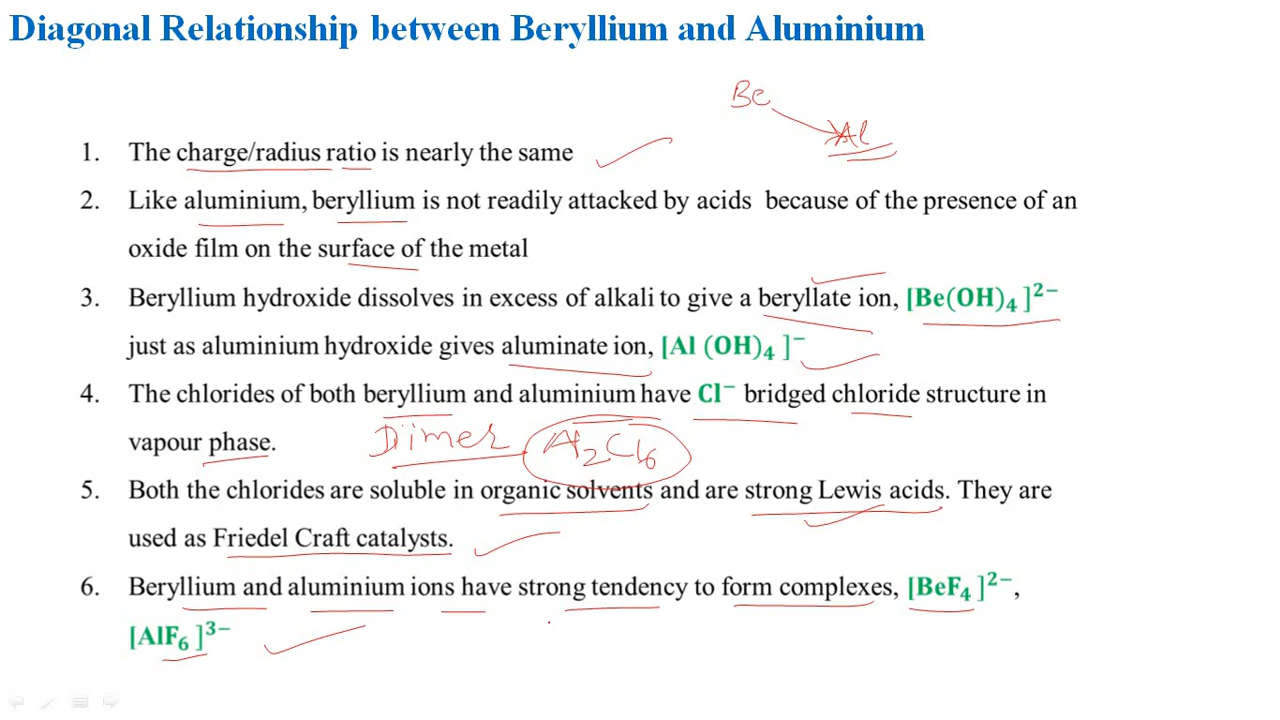 Diagonal Relationship between Beryllium and Aluminium
Be
Al
1. The charge/radius ratio is nearly the same
2. Like aluminium, beryllium is not readily attacked by acids because of the presence of an
oxide film on the surface of the metal
3. Beryllium hydroxide dissolves in excess of alkali to give a beryllate ion, [Be(OH)₄]²⁻
just as aluminium hydroxide gives aluminate ion, [Al (OH)₄ ]⁻
4. The chlorides of both beryllium and aluminium have Cl⁻ bridged chloride structure in
vapour phase. Dimer Al₂Cl₆
5. Both the chlorides are soluble in organic solvents and are strong Lewis acids. They are
used as Friedel Craft catalysts.
6. Beryllium and aluminium ions have strong tendency to form complexes, [BeF₄ ]²⁻,
[AlF₆ ]³⁻